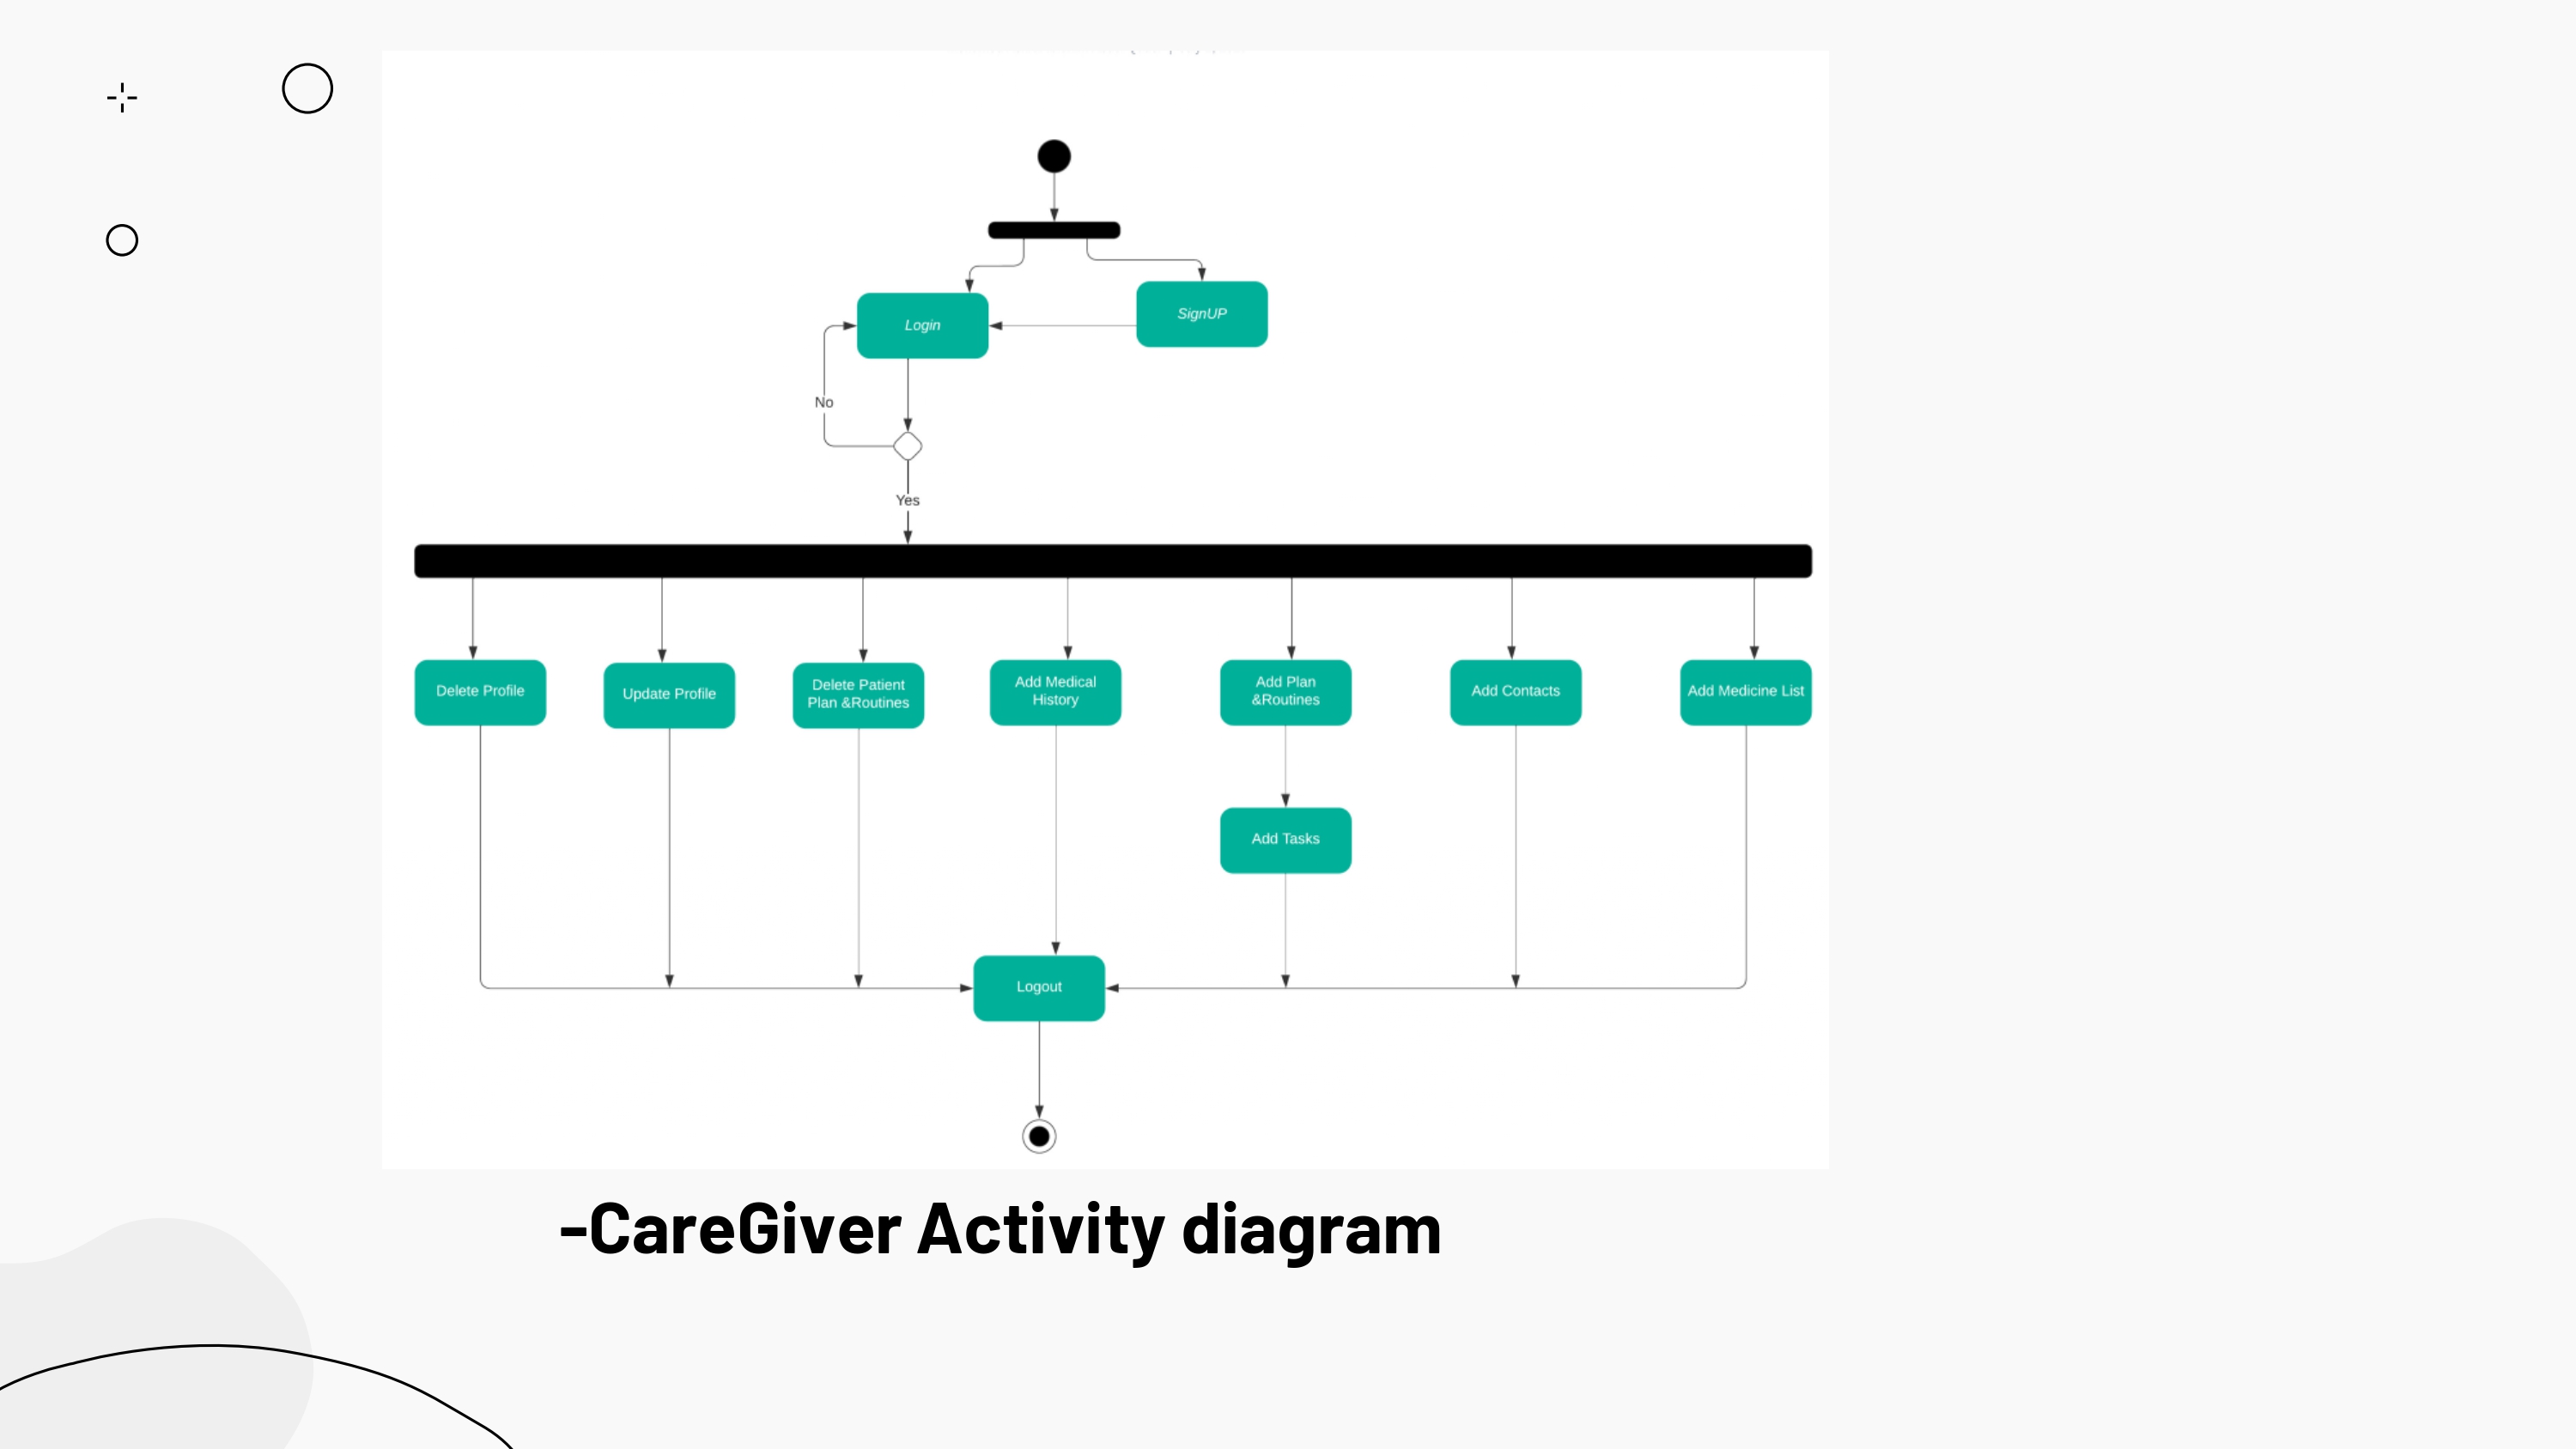 Login
SignUP
No
Yes
Delete Profile
Update Profile
Delete Patient
Plan &Routines
Add Medical
History
Add Plan
&Routines
Add Contacts
Add Medicine List
Add Tasks
Logout
-CareGiver Activity diagram